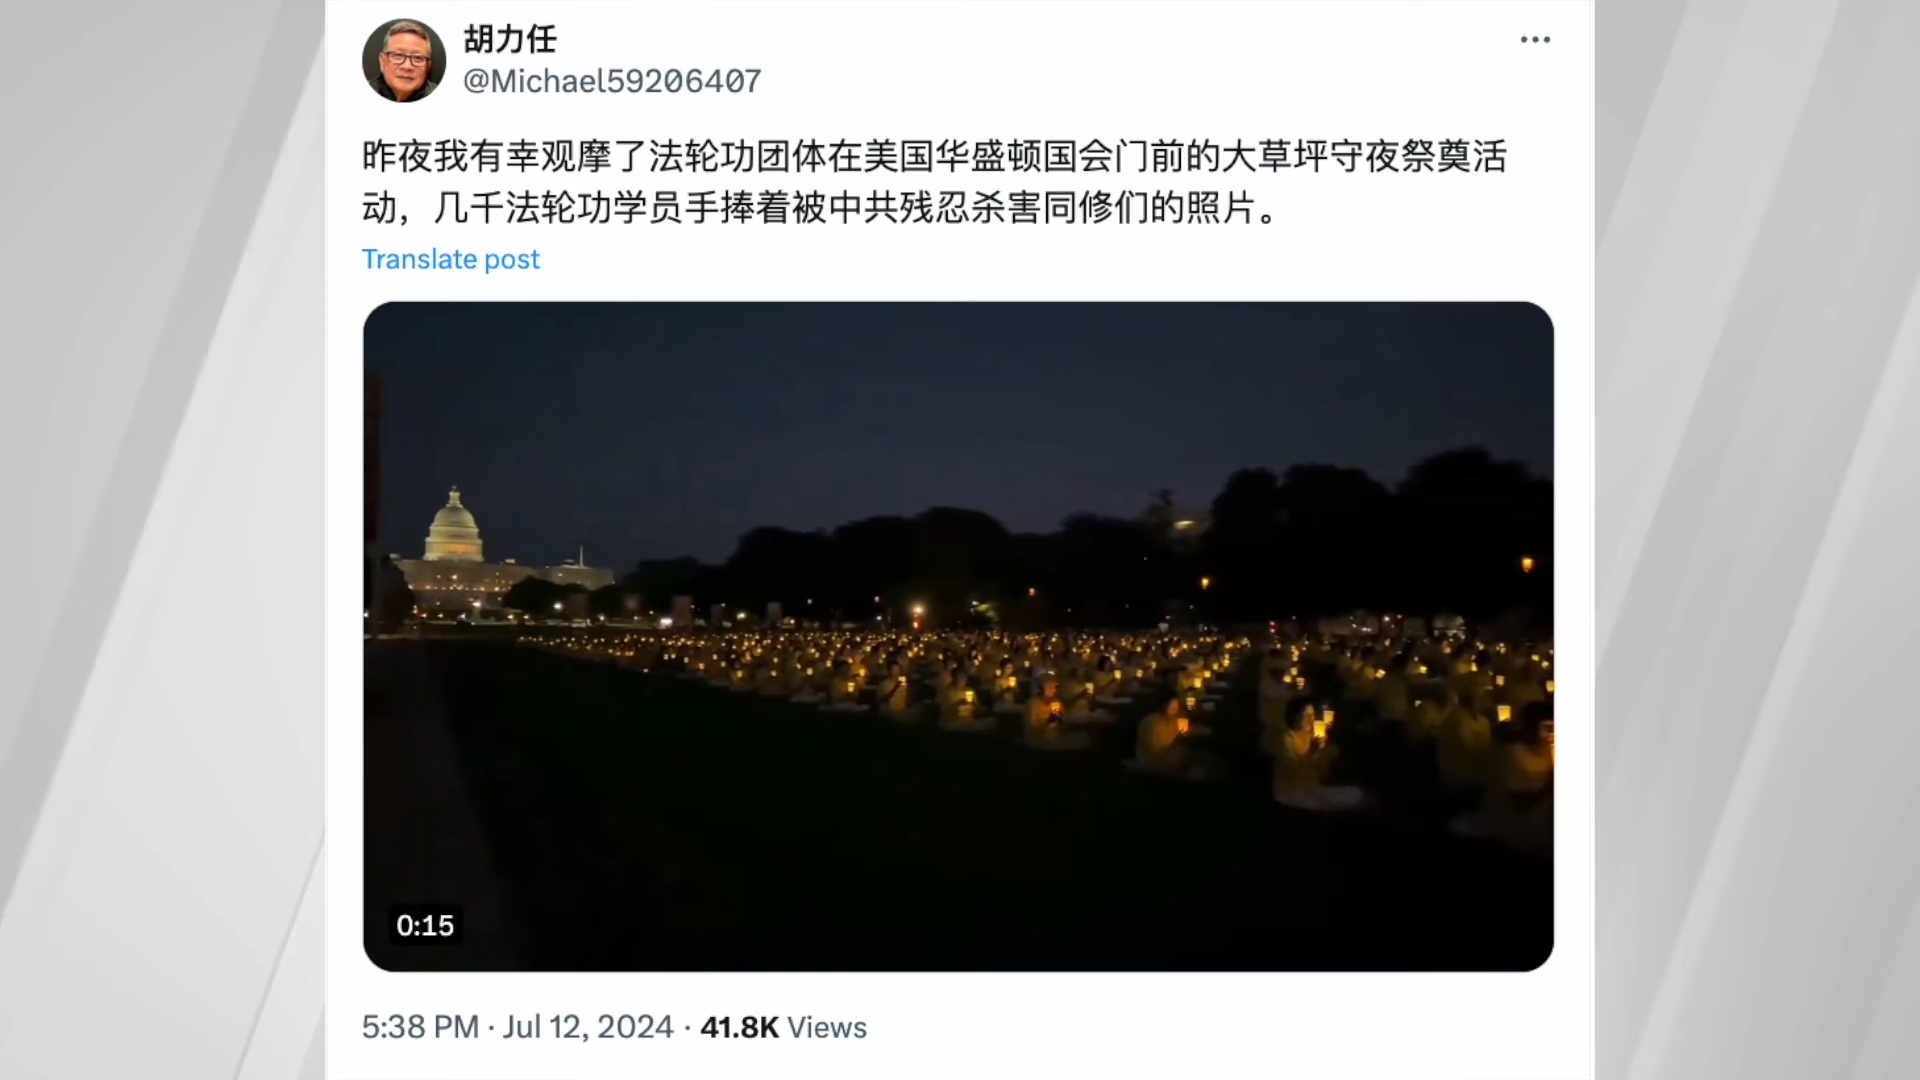 胡力任
@Michael59206407
昨夜我有幸观摩了法轮功团体在美国华盛顿国会门前的大草坪守夜祭奠活
动，几千法轮功学员手捧着被中共残忍杀害同修们的照片。
Translate post
0:15
5:38 PM · Jul 12, 2024 · 41.8K Views